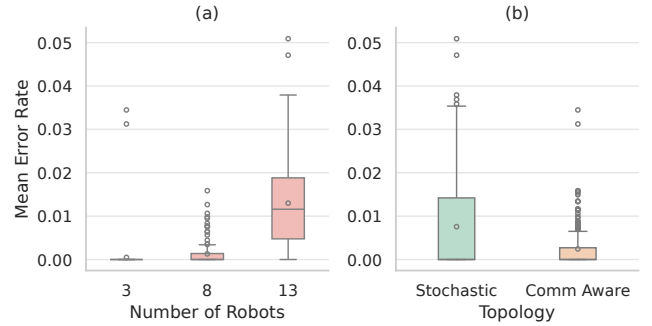 (a)
(b)
Mean Error Rate
0.05
0.04
0.03
0.02
0.01
0.00
3
8
13
Number of Robots
0.05
0.04
0.03
0.02
0.01
0.00
Stochastic
Comm Aware
Topology